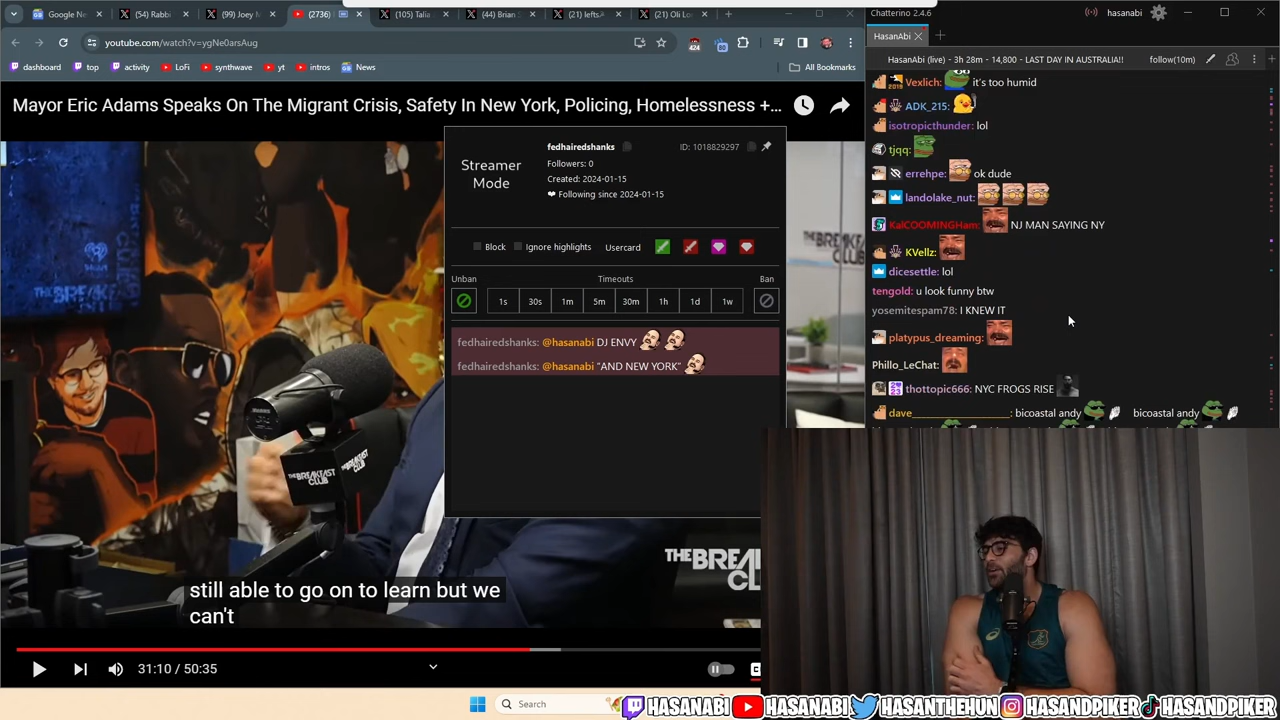 Google Ne
(54) Rabb
(99) Joey M
(2736)
(105) Talia
(44) Brian S
(21) leftsA
(21) Oli Lo
youtube.com/watch?v=ygNe0arsAug
424
60
dashboard
top
activity
LoFi
synthwave
yt
intros
News
All Bookmarks
Mayor Eric Adams Speaks On The Migrant Crisis, Safety In New York, Policing, Homelessness +...
Streamer
Mode
fedhairedshanks
ID: 1018829297
Followers: 0
Created: 2024-01-15
❤ Following since 2024-01-15
Block
Ignore highlights
Usercard
Unban
Timeouts
Ban
1s
30s
1m
5m
30m
1h
1d
1w
fedhairedshanks: @hasanabi DJ ENVY
fedhairedshanks: @hasanabi "AND NEW YORK"
THE BREAKFAST
CLUB
THE BREA
CLU
still able to go on to learn but we
can't
31:10 / 50:35
Search
Chatterino 2.4.6
hasanabi
HasanAbi
HasanAbi (live) - 3h 28m - 14,800 - LAST DAY IN AUSTRALIA!!
follow(10m)
Vexlich: it's too humid
ADK_215:
isotropicthunder: lol
tjqq:
errehpe: ok dude
landolake_nut:
KalCOOMINGHam: NJ MAN SAYING NY
KVellz:
dicesettle: lol
tengold: u look funny btw
yosemitespam78: I KNEW IT
platypus_dreaming:
Phillo_LeChat:
thottopic666: NYC FROGS RISE
dave____________________: bicoastal andy bicoastal andy
HASANABI
HASANABI
HASANTHEHUN
HASANDPIKER
HASANDPIKER